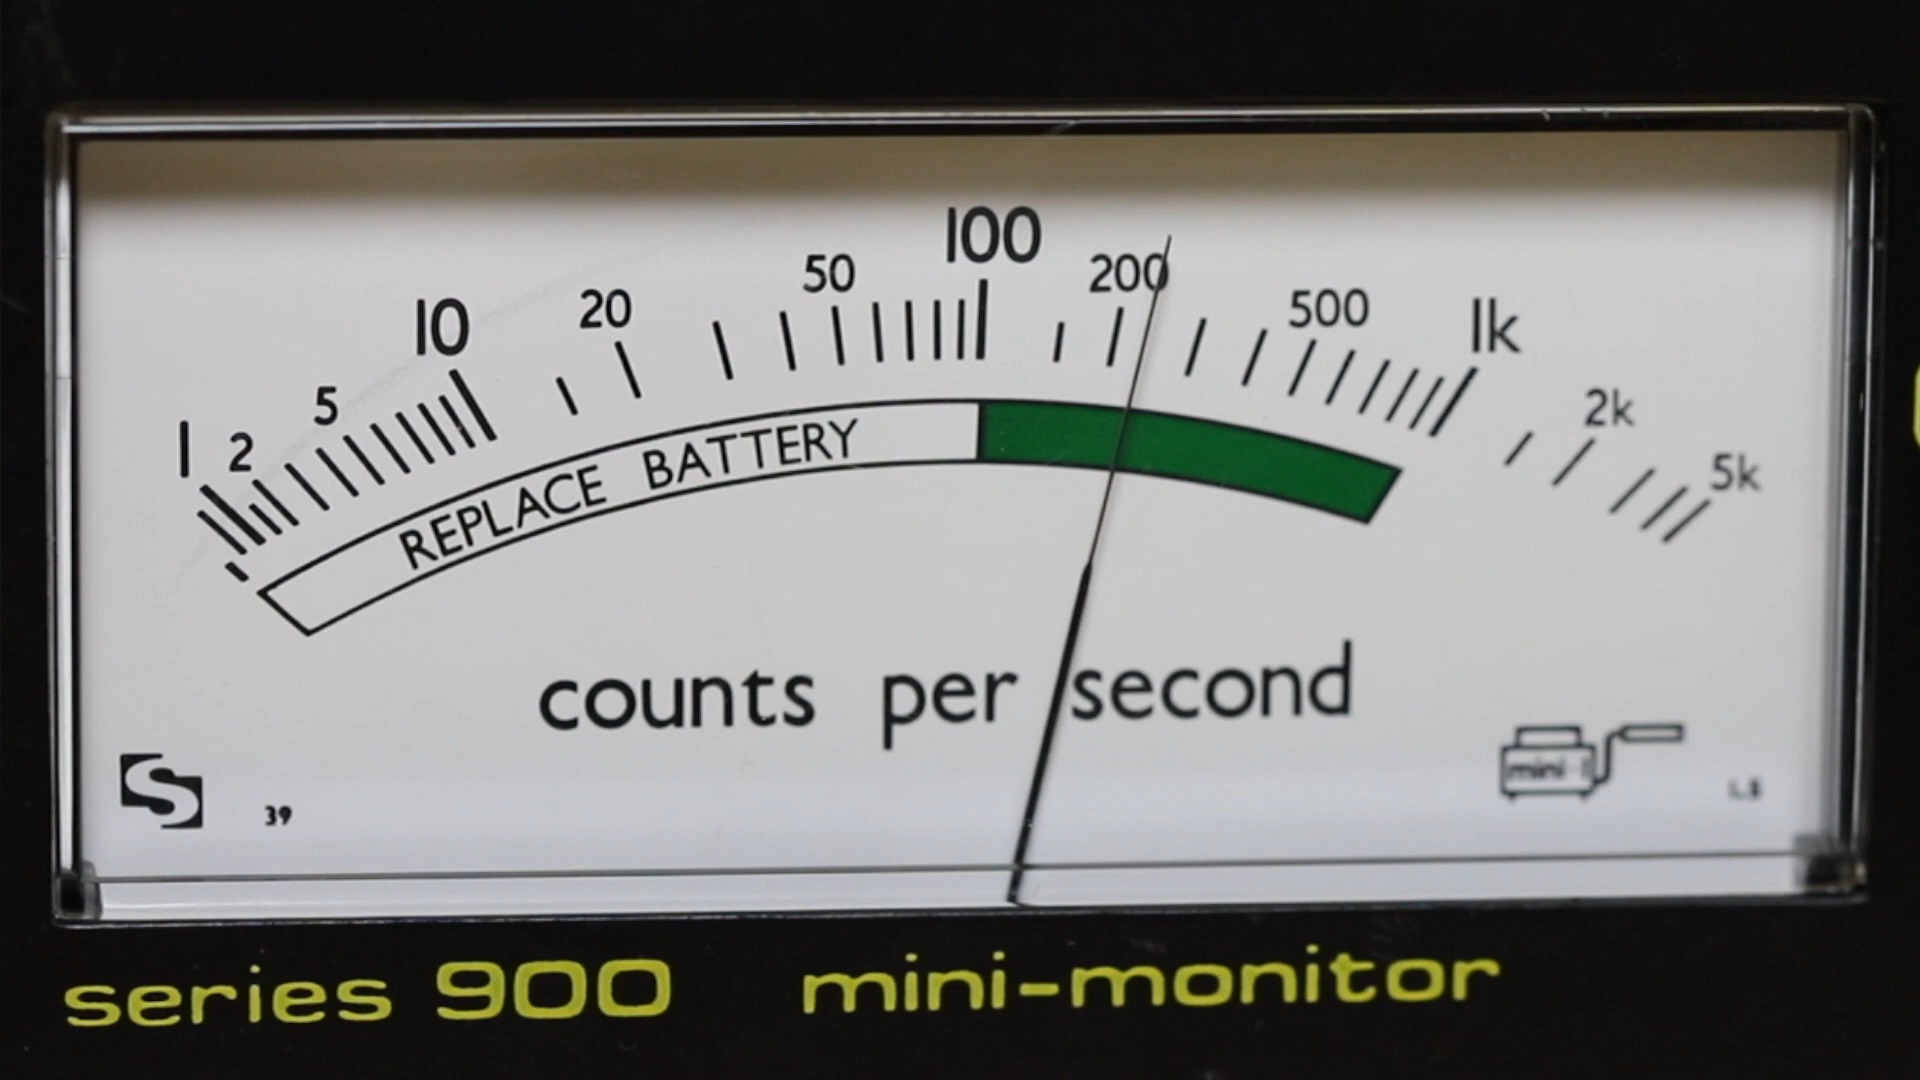 1 2 5 10 20 50 100 200 500 1k 2k 5k
REPLACE BATTERY
counts per second
39
mini-1
series 900 mini-monitor